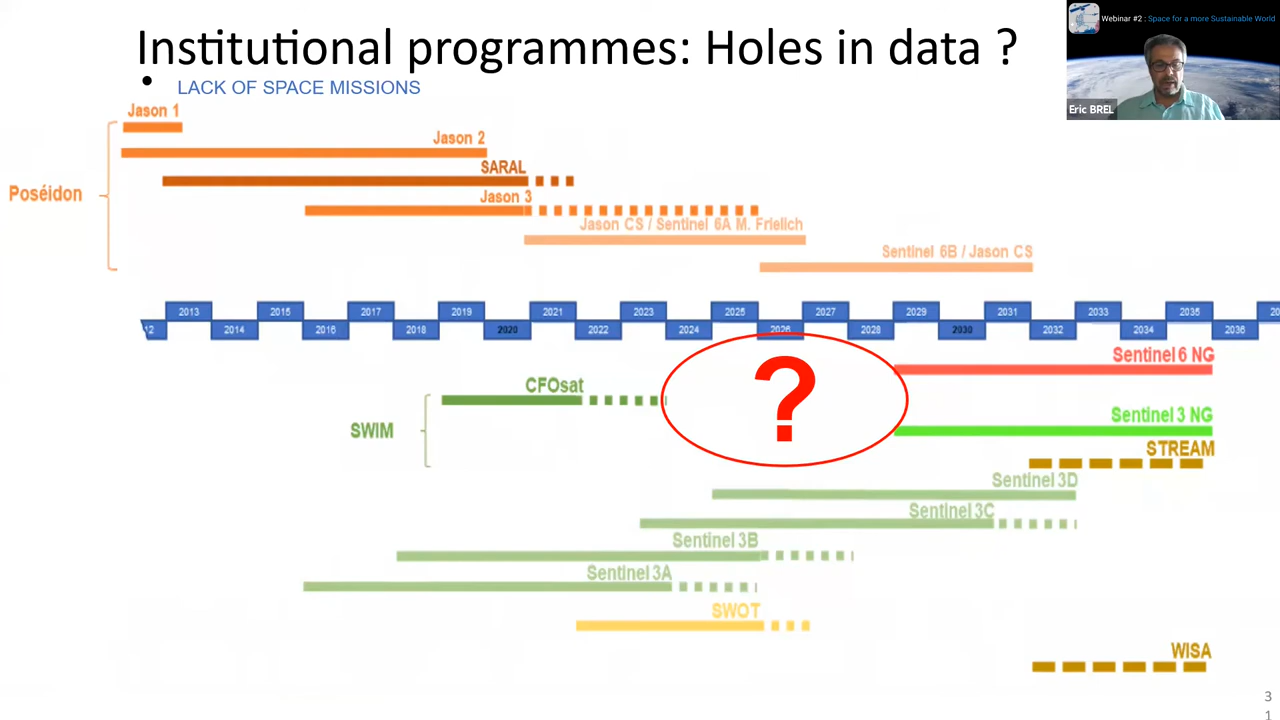 Institutional programmes: Holes in data ?
Webinar #2 : Space for a more Sustainable World
• LACK OF SPACE MISSIONS
Eric BREL
Jason 1
Jason 2
SARAL
Poséidon
Jason 3
Jason CS / Sentinel 6A M. Frielich
Sentinel 6B / Jason CS
2013 2015 2017 2019 2021 2023 2025 2027 2029 2031 2033 2035 20
12 2014 2016 2018 2020 2022 2024 2026 2028 2030 2032 2034 2036
Sentinel 6 NG
?
CFOsat
Sentinel 3 NG
SWIM
STREAM
Sentinel 3D
Sentinel 3C
Sentinel 3B
Sentinel 3A
SWOT
WISA
3
1